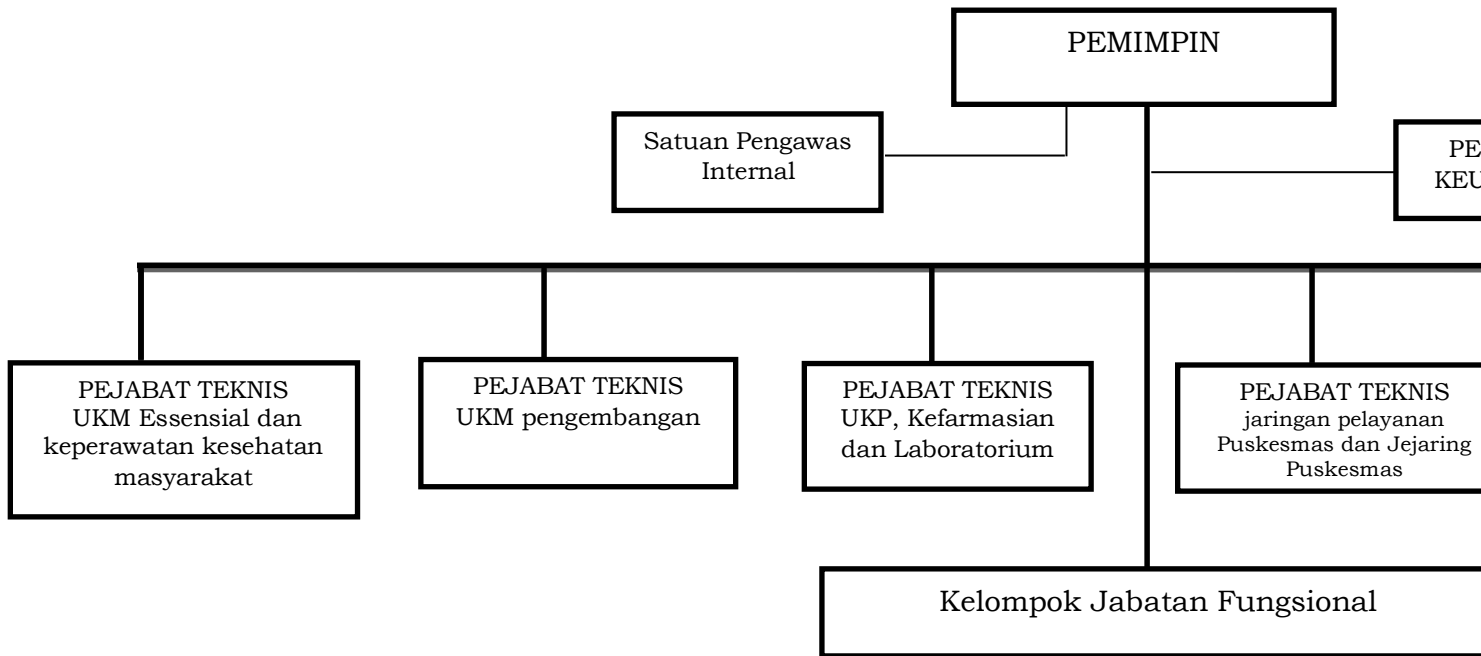 PEMIMPIN
Satuan Pengawas
Internal
PEJABAT TEKNIS
UKM Essensial dan
keperawatan kesehatan
masyarakat
PEJABAT TEKNIS
UKM pengembangan
PEJABAT TEKNIS
UKP, Kefarmasian
dan Laboratorium
PEJABAT TEKNIS
jaringan pelayanan
Puskesmas dan Jejaring
Puskesmas
Kelompok Jabatan Fungsional